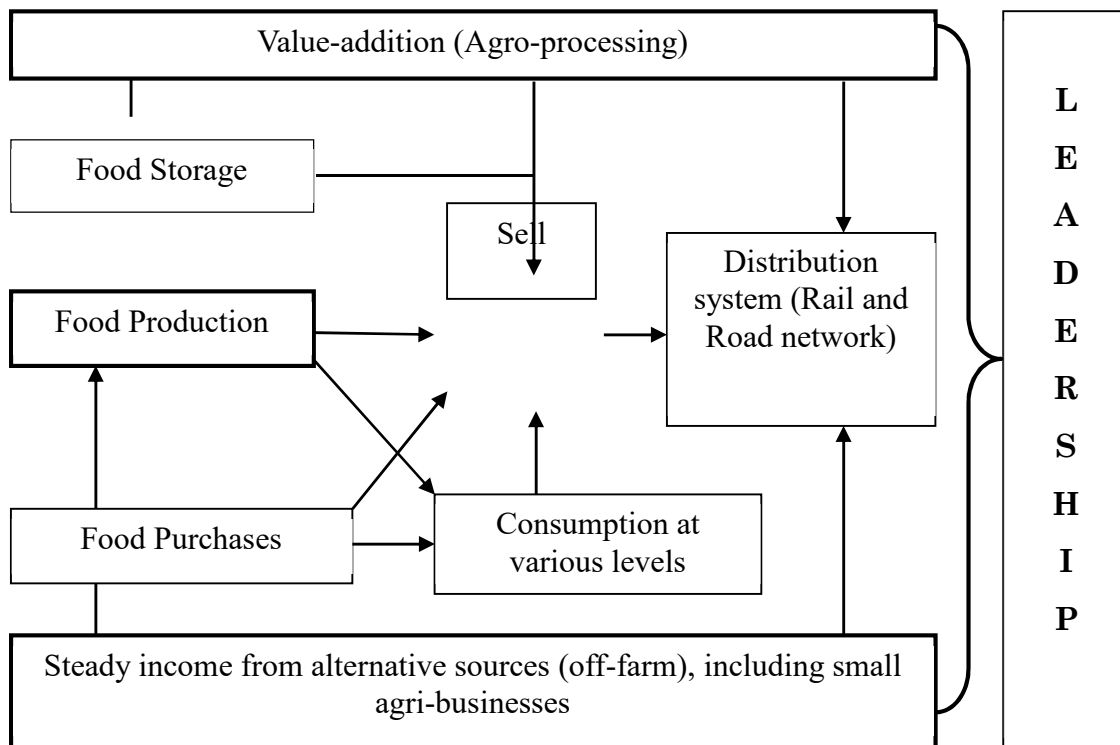 Value-addition (Agro-processing)
Food Storage
Sell
Distribution
system (Rail and
Road network)
Food Production
Food Purchases
Consumption at
various levels
Steady income from alternative sources (off-farm), including small
agri-businesses
L
E
A
D
E
R
S
H
I
P